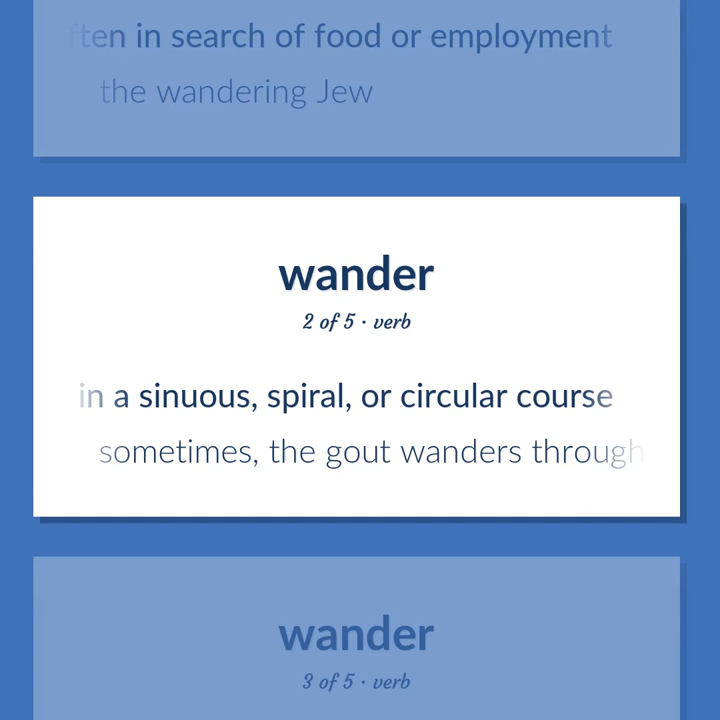 ften in search of food or employment
the wandering Jew
wander
2 of 5 · verb
in a sinuous, spiral, or circular course
sometimes, the gout wanders through
wander
3 of 5 · verb